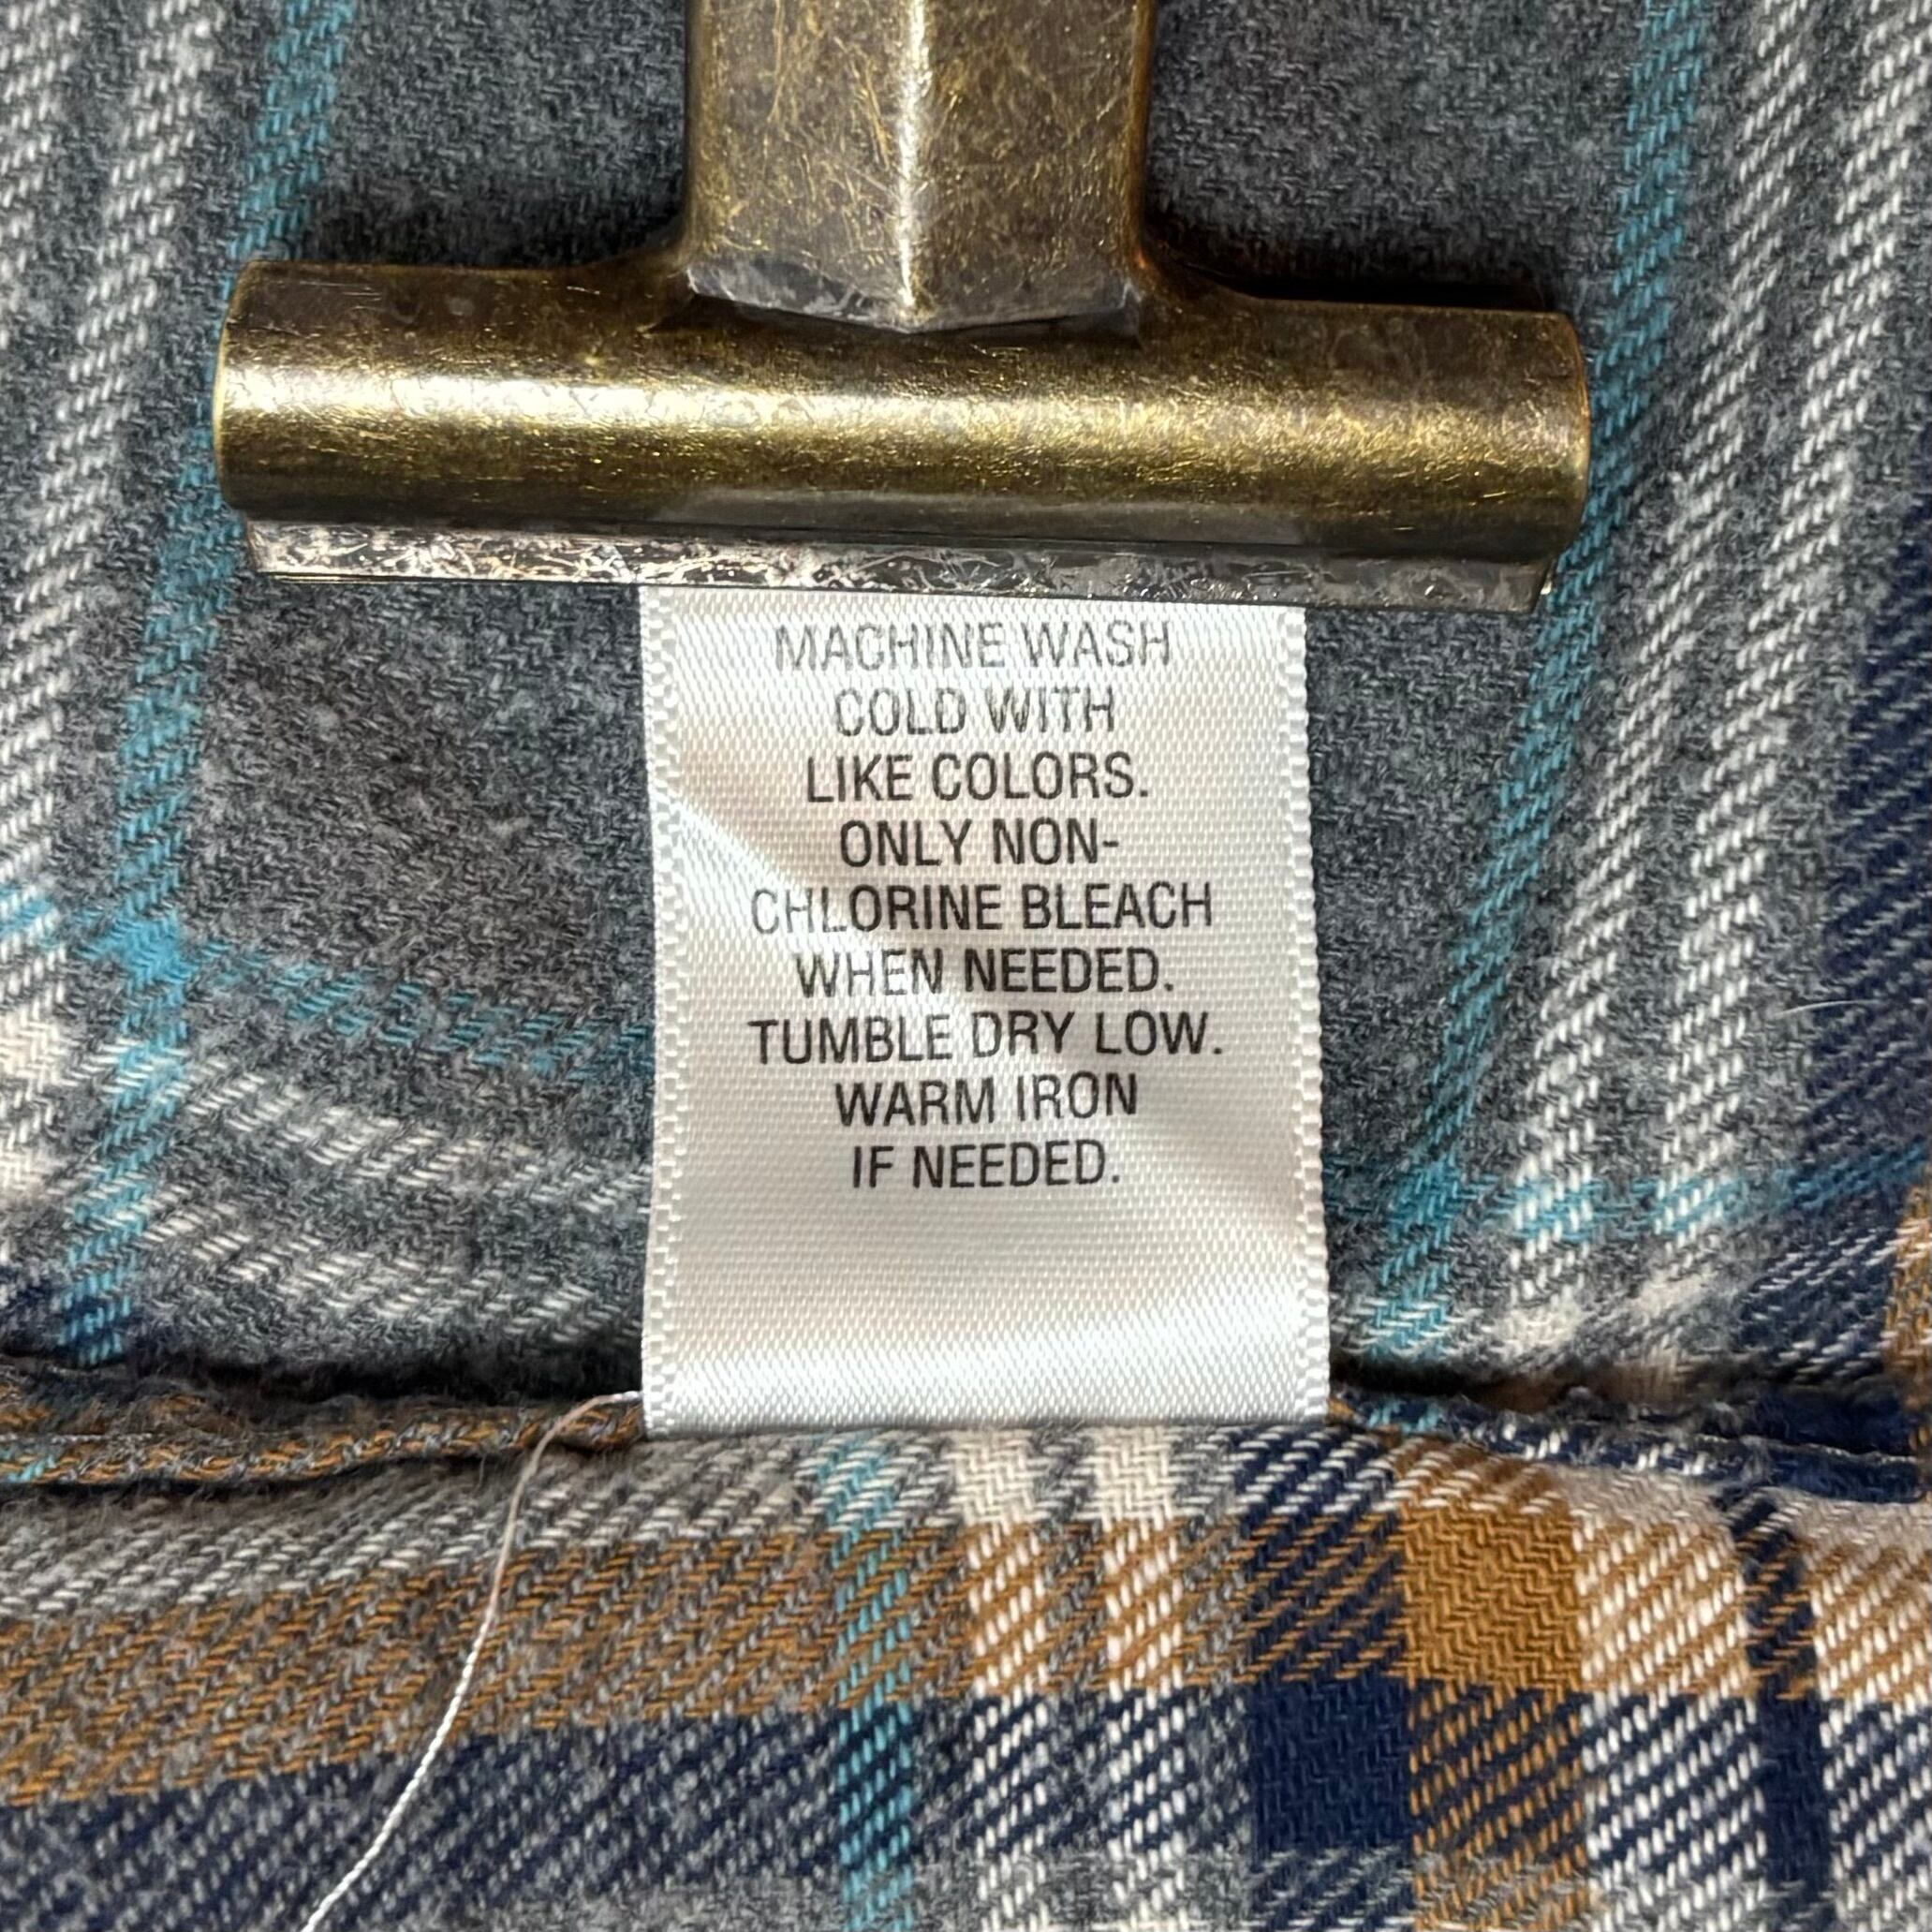 MACHINE WASH
COLD WITH
LIKE COLORS.
ONLY NON-
CHLORINE BLEACH
WHEN NEEDED.
TUMBLE DRY LOW.
WARM IRON
IF NEEDED.